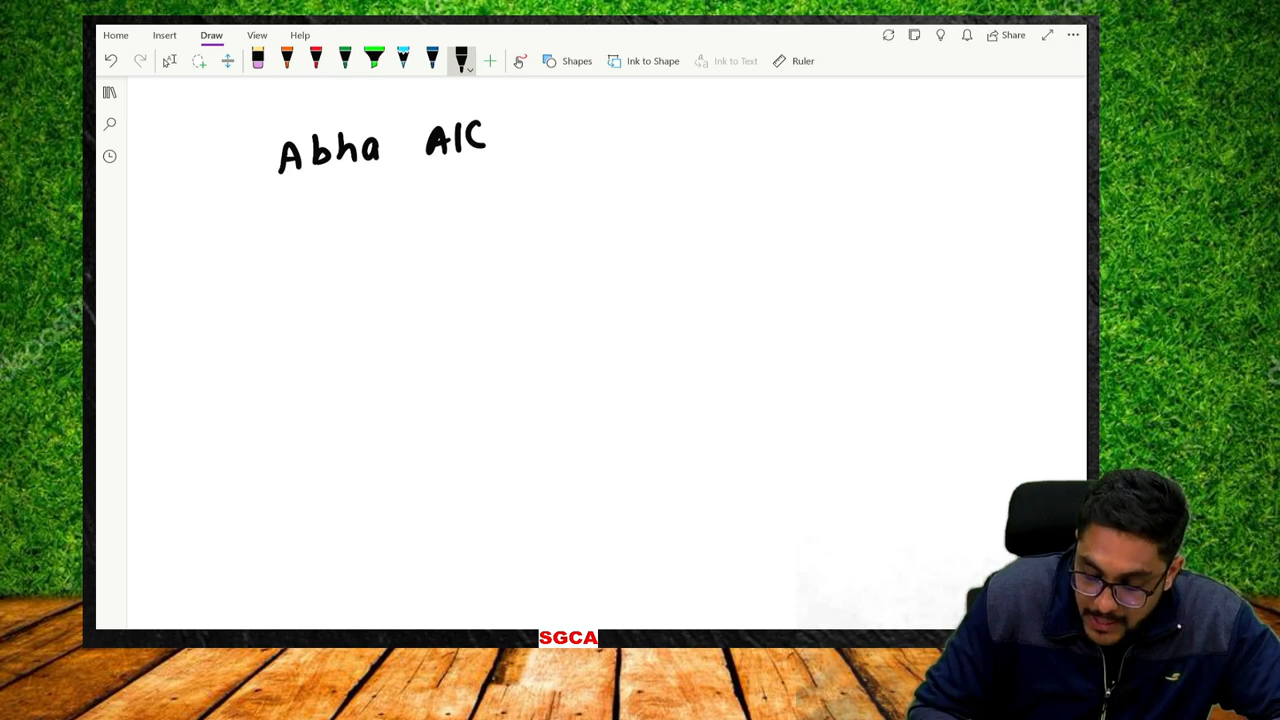 Home Insert Draw View Help Share
Shapes Ink to Shape Ink to Text Ruler
Abha A/C
SGCA